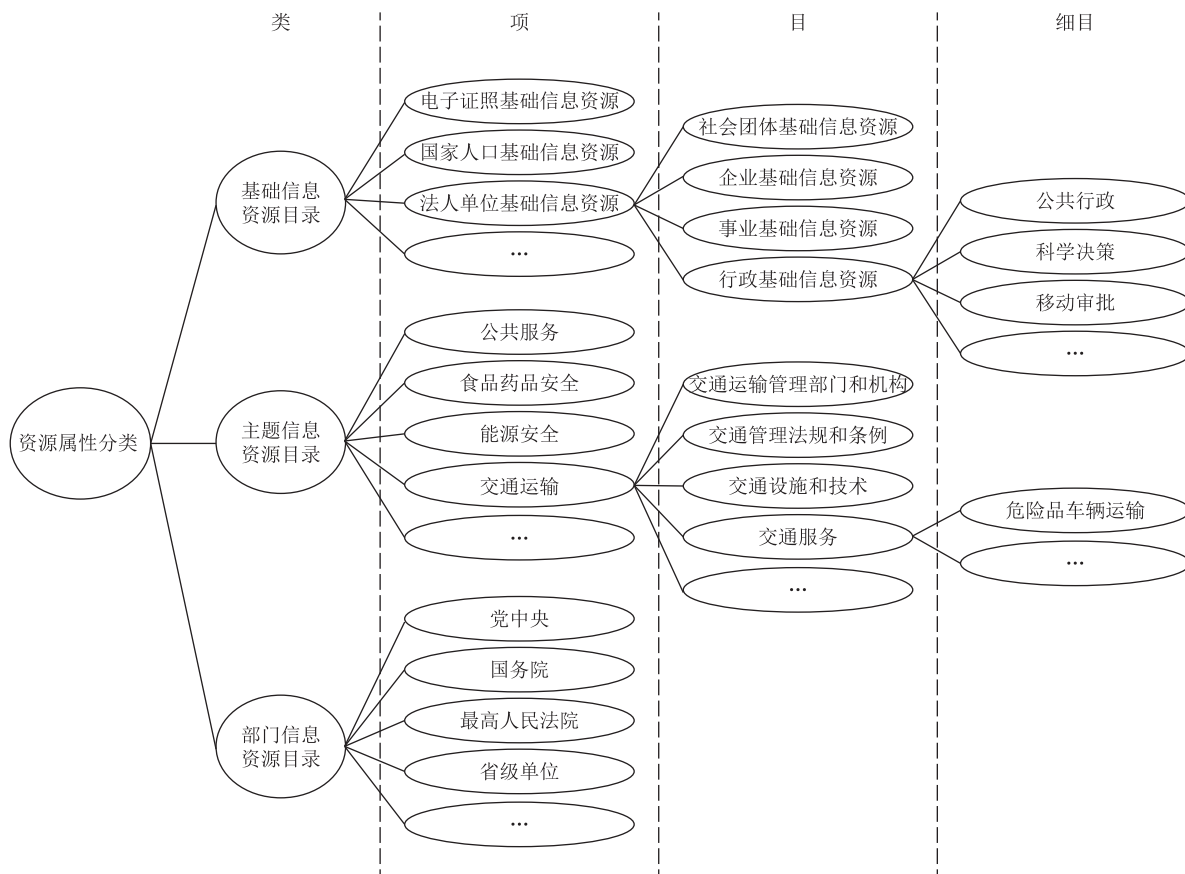 类
项
目
细目
资源属性分类
基础信息
资源目录
电子证照基础信息资源
国家人口基础信息资源
法人单位基础信息资源
…
社会团体基础信息资源
企业基础信息资源
事业基础信息资源
行政基础信息资源
公共行政
科学决策
移动审批
…
主题信息
资源目录
公共服务
食品药品安全
能源安全
交通运输
…
交通运输管理部门和机构
交通管理法规和条例
交通设施和技术
交通服务
…
危险品车辆运输
…
部门信息
资源目录
党中央
国务院
最高人民法院
省级单位
…